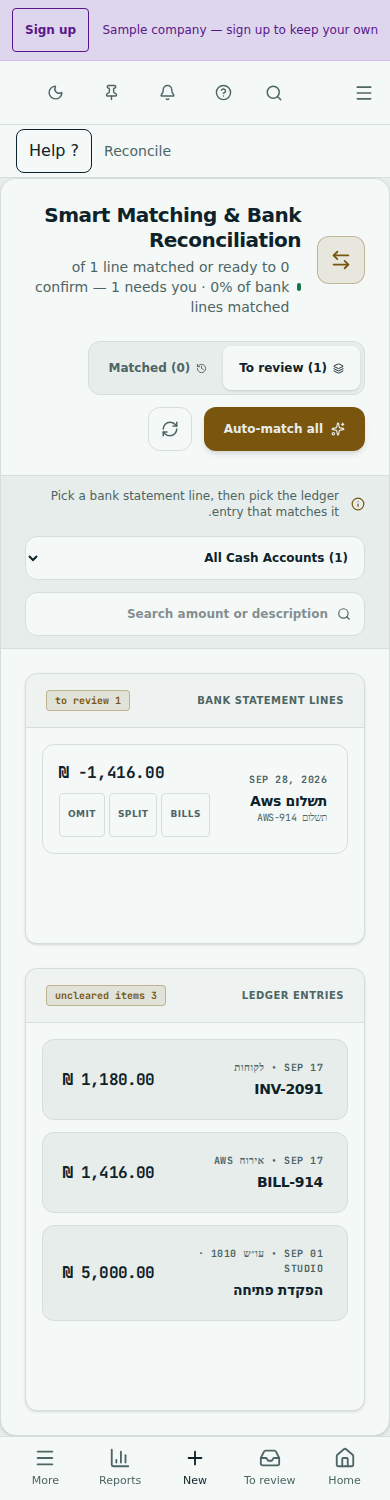 Sample company — sign up to keep your own
Sign up
Reconcile
Help ?
Smart Matching & Bank
Reconciliation
of 1 line matched or ready to 0
confirm — 1 needs you · 0% of bank
lines matched
To review (1)
Matched (0)
Auto-match all
Pick a bank statement line, then pick the ledger
.entry that matches it
All Cash Accounts (1)
Search amount or description
BANK STATEMENT LINES
to review 1
SEP 28, 2026
תשלום Aws
תשלום AWS-914
₪ -1,416.00
BILLS
SPLIT
OMIT
LEDGER ENTRIES
uncleared items 3
SEP 17 • לקוחות
INV-2091
₪ 1,180.00
SEP 17 • אירוח AWS
BILL-914
₪ 1,416.00
SEP 01 • עו״ש 1010 ·
STUDIO
הפקדת פתיחה
₪ 5,000.00
Home
To review
New
Reports
More